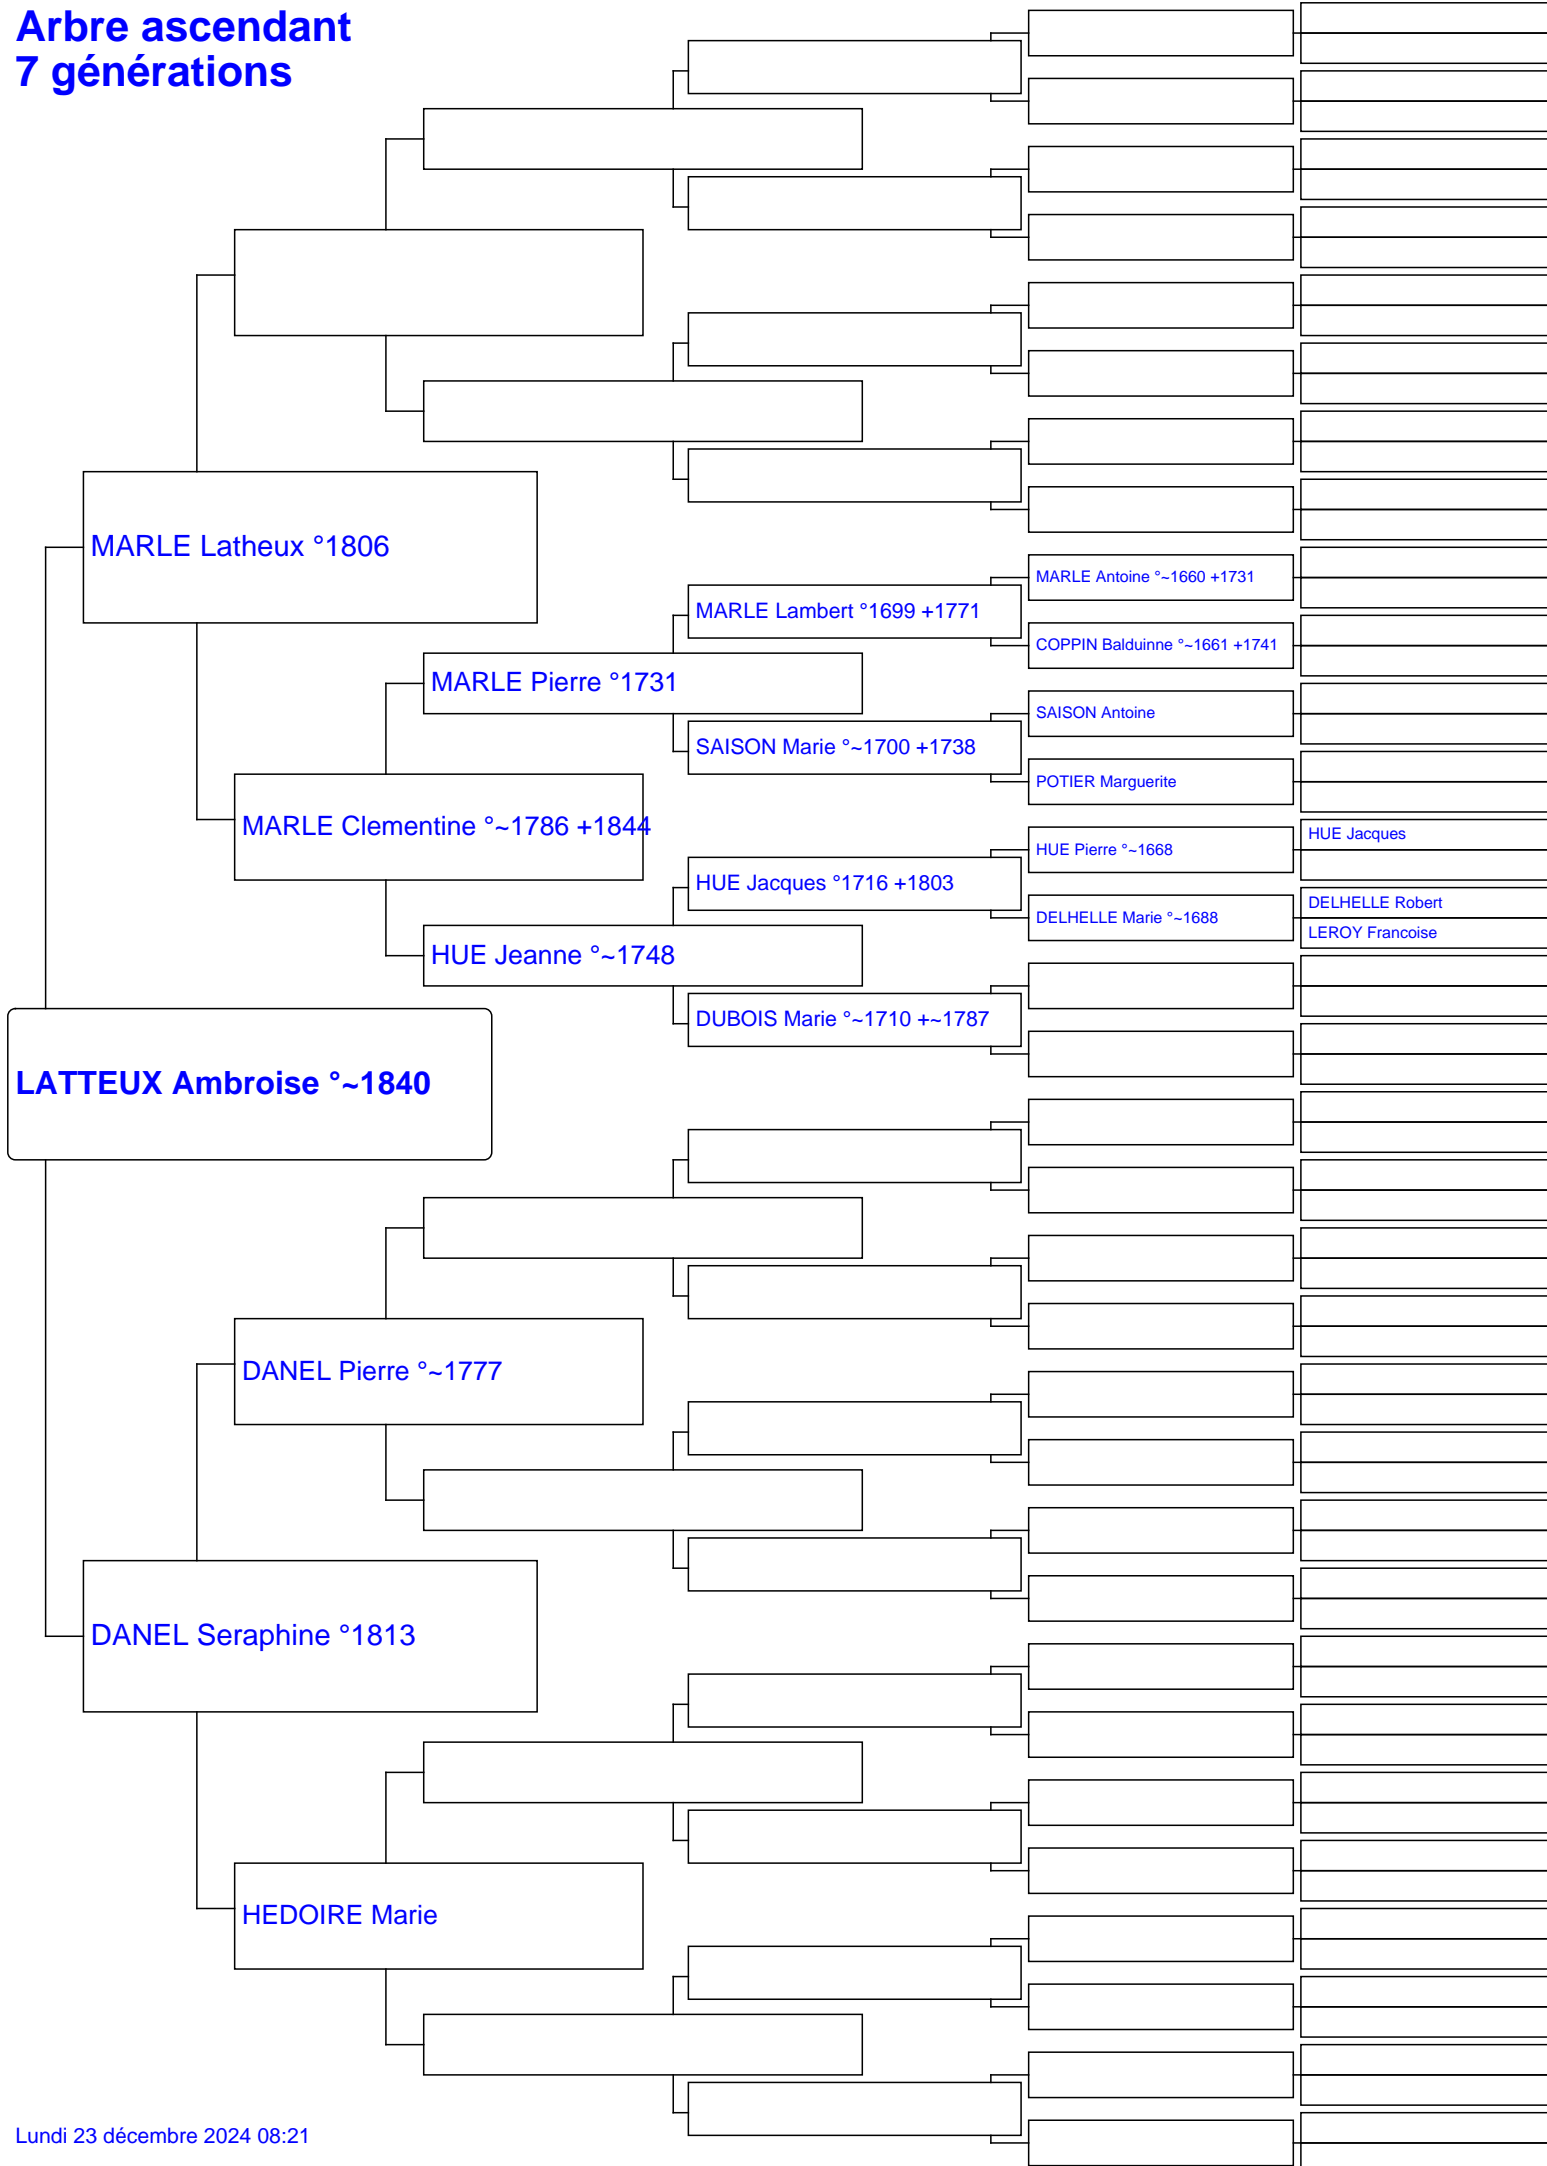 Arbre ascendant
7 générations
MARLE Latheux °1806
MARLE Antoine °~1660 +1731
MARLE Lambert °1699 +1771
COPPIN Balduinne °~1661 +1741
MARLE Pierre °1731
SAISON Antoine
SAISON Marie °~1700 +1738
POTIER Marguerite
MARLE Clementine °~1786 +1844
HUE Jacques
HUE Pierre °~1668
HUE Jacques °1716 +1803
DELHELLE Robert
DELHELLE Marie °~1688
LEROY Francoise
HUE Jeanne °~1748
DUBOIS Marie °~1710 +~1787
LATTEUX Ambroise °~1840
DANEL Pierre °~1777
DANEL Seraphine °1813
HEDOIRE Marie
Lundi 23 décembre 2024 08:21